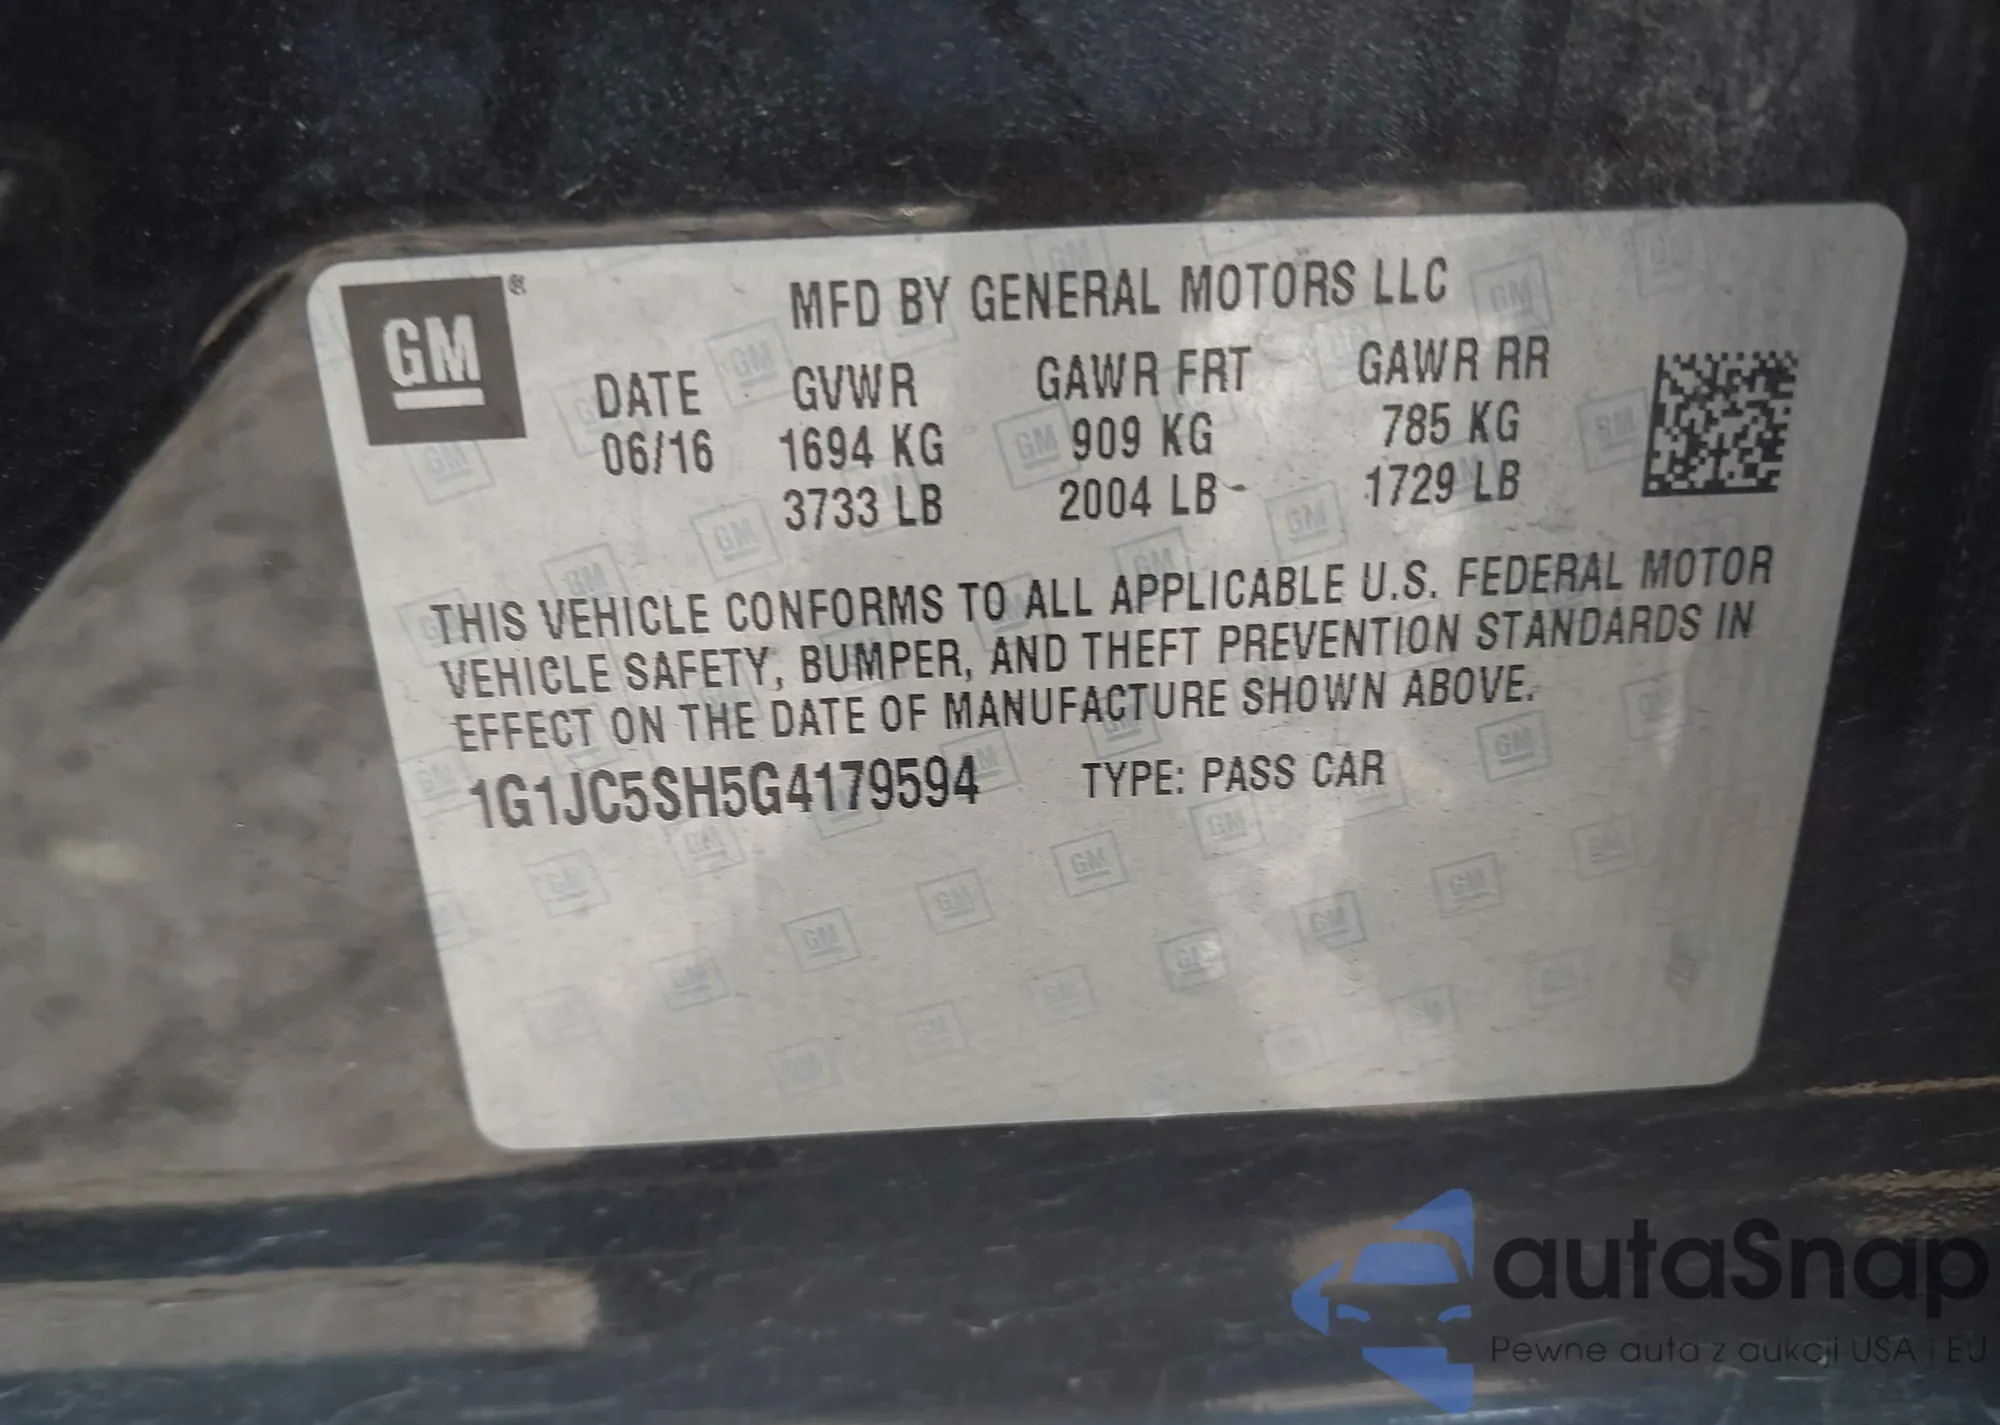 GM ®
MFD BY GENERAL MOTORS LLC
DATE GVWR GAWR FRT GAWR RR
06/16 1694 KG 909 KG 785 KG
3733 LB 2004 LB 1729 LB
THIS VEHICLE CONFORMS TO ALL APPLICABLE U.S. FEDERAL MOTOR
VEHICLE SAFETY, BUMPER, AND THEFT PREVENTION STANDARDS IN
EFFECT ON THE DATE OF MANUFACTURE SHOWN ABOVE.
1G1JC5SH5G4179594 TYPE: PASS CAR
autaSnap
Pewne auta z aukcji USA i EU